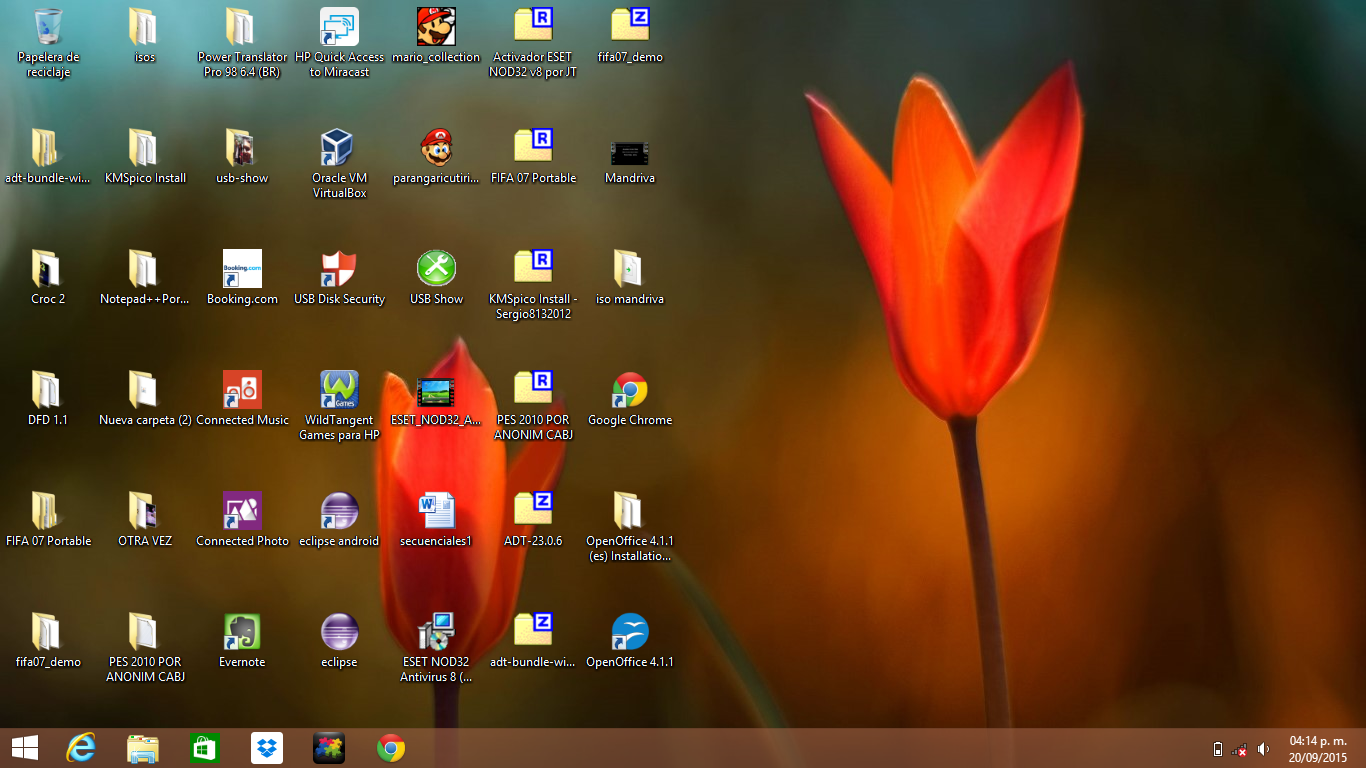 Papelera de
reciclaje
isos
Power Translator
Pro 98 6.4 (BR)
HP Quick Access
to Miracast
mario_collection
R
Activador ESET
NOD32 v8 por JT
Z
fifa07_demo
adt-bundle-wi...
KMSpico Install
usb-show
Oracle VM
VirtualBox
parangaricutiri...
R
FIFA 07 Portable
Mandriva
Croc 2
Notepad++Por...
Booking.com
Booking.com
USB Disk Security
USB Show
R
KMSpico Install -
Sergio8132012
iso mandriva
DFD 1.1
Nueva carpeta (2)
Connected Music
Games
WildTangent
Games para HP
ESET_NOD32_A...
R
PES 2010 POR
ANONIM CABJ
Google Chrome
FIFA 07 Portable
OTRA VEZ
Connected Photo
eclipse android
W
secuenciales1
Z
ADT-23.0.6
OpenOffice 4.1.1
(es) Installatio...
fifa07_demo
PES 2010 POR
ANONIM CABJ
Evernote
eclipse
ESET NOD32
Antivirus 8 (...
Z
adt-bundle-wi...
OpenOffice 4.1.1
04:14 p. m.
20/09/2015